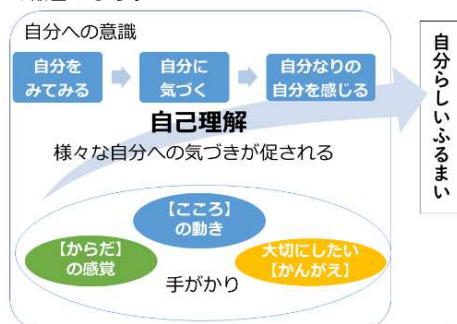 自分への意識
自分を
みてみる
自分に
気づく
自分なりの
自分を感じる
自己理解
様々な自分への気づきが促される
【こころ】
の動き
【からだ】
の感覚
大切にしたい
【かんがえ】
手がかり
自分らしいふるまい